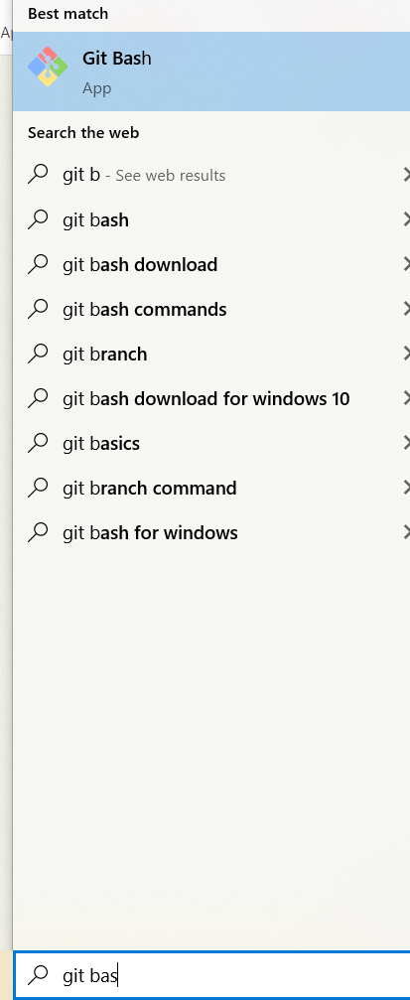 Best match
Git Bash
App
Search the web
git b - See web results
git bash
git bash download
git bash commands
git branch
git bash download for windows 10
git basics
git branch command
git bash for windows
git bas